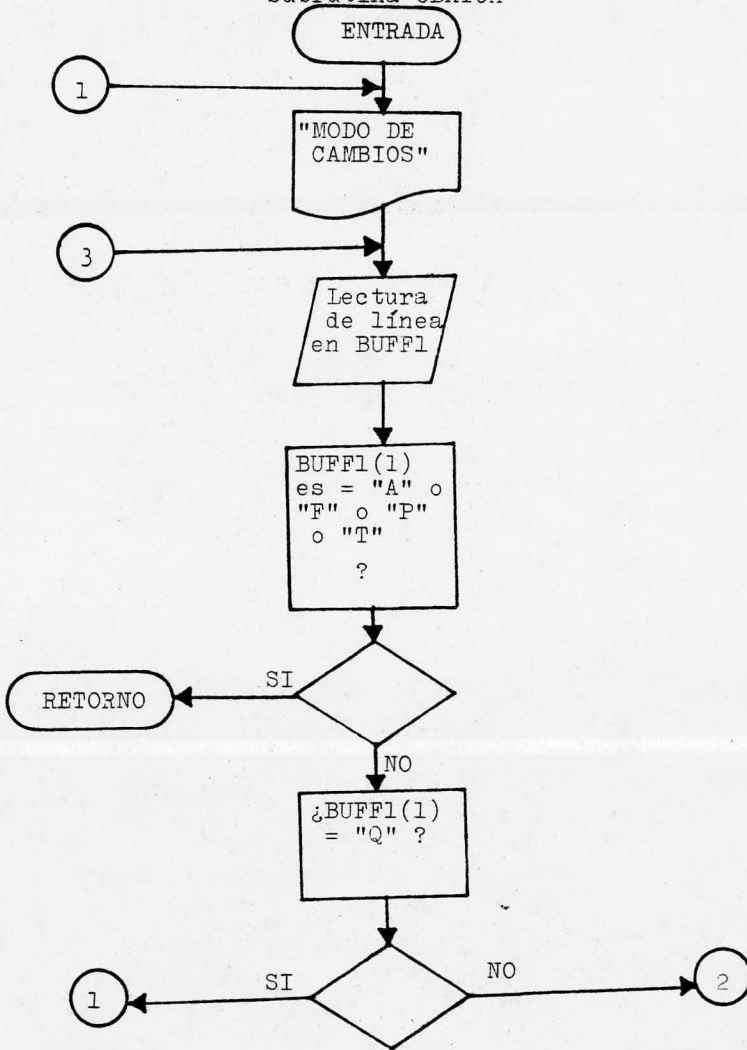 ENTRADA
1
"MODO DE
CAMBIOS"
3
Lectura
de línea
en BUFF1
BUFF1(1)
es = "A" o
"F" o "P"
o "T"
?
SI
RETORNO
NO
¿BUFF1(1)
= "Q" ?
SI
NO
1
2